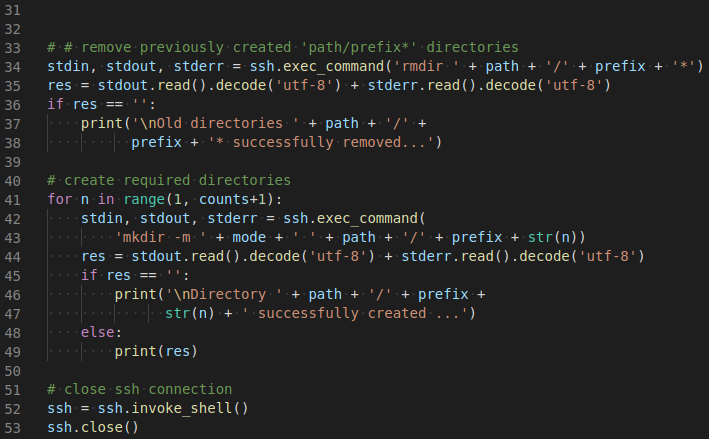 31
32
33 # # remove previously created 'path/prefix*' directories
34 stdin, stdout, stderr = ssh.exec_command('rmdir ' + path + '/' + prefix + '*')
35 res = stdout.read().decode('utf-8') + stderr.read().decode('utf-8')
36 if res == '':
37     print('\nOld directories ' + path + '/' +
38           prefix + '* successfully removed...')
39
40 # create required directories
41 for n in range(1, counts+1):
42     stdin, stdout, stderr = ssh.exec_command(
43         'mkdir -m ' + mode + ' ' + path + '/' + prefix + str(n))
44     res = stdout.read().decode('utf-8') + stderr.read().decode('utf-8')
45     if res == '':
46         print('\nDirectory ' + path + '/' + prefix +
47               str(n) + ' successfully created ...')
48     else:
49         print(res)
50
51 # close ssh connection
52 ssh = ssh.invoke_shell()
53 ssh.close()